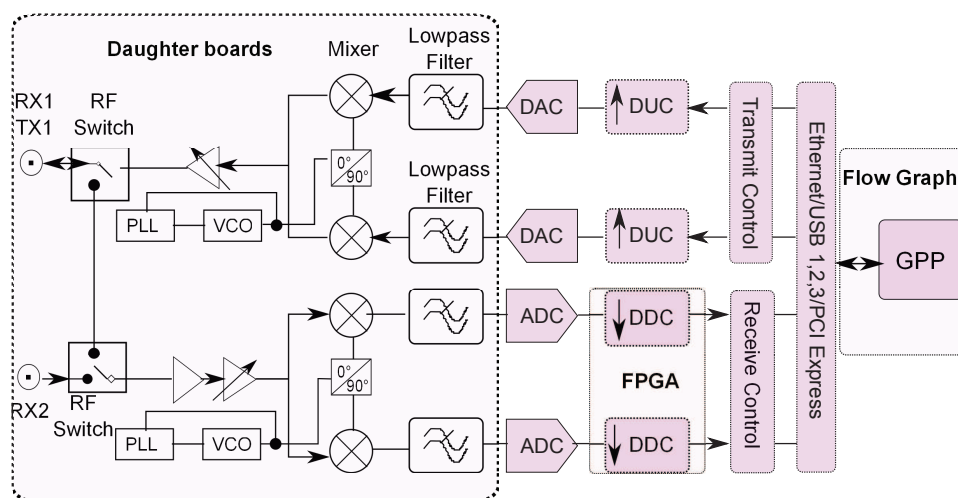 Daughter boards
Mixer
Lowpass
Filter
RX1
TX1
RF
Switch
DAC
DUC
0°
90°
Lowpass
Filter
PLL
VCO
DAC
DUC
Transmit Control
Ethernet/USB 1,2,3/PCI Express
Flow Graph
GPP
ADC
DDC
0°
90°
FPGA
Receive Control
RX2
RF
Switch
PLL
VCO
ADC
DDC